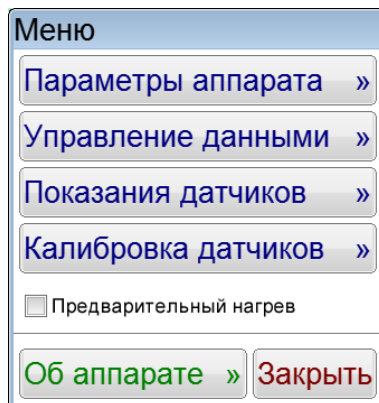 Меню
Параметры аппарата »
Управление данными »
Показания датчиков »
Калибровка датчиков »
Предварительный нагрев
Об аппарате » Закрыть